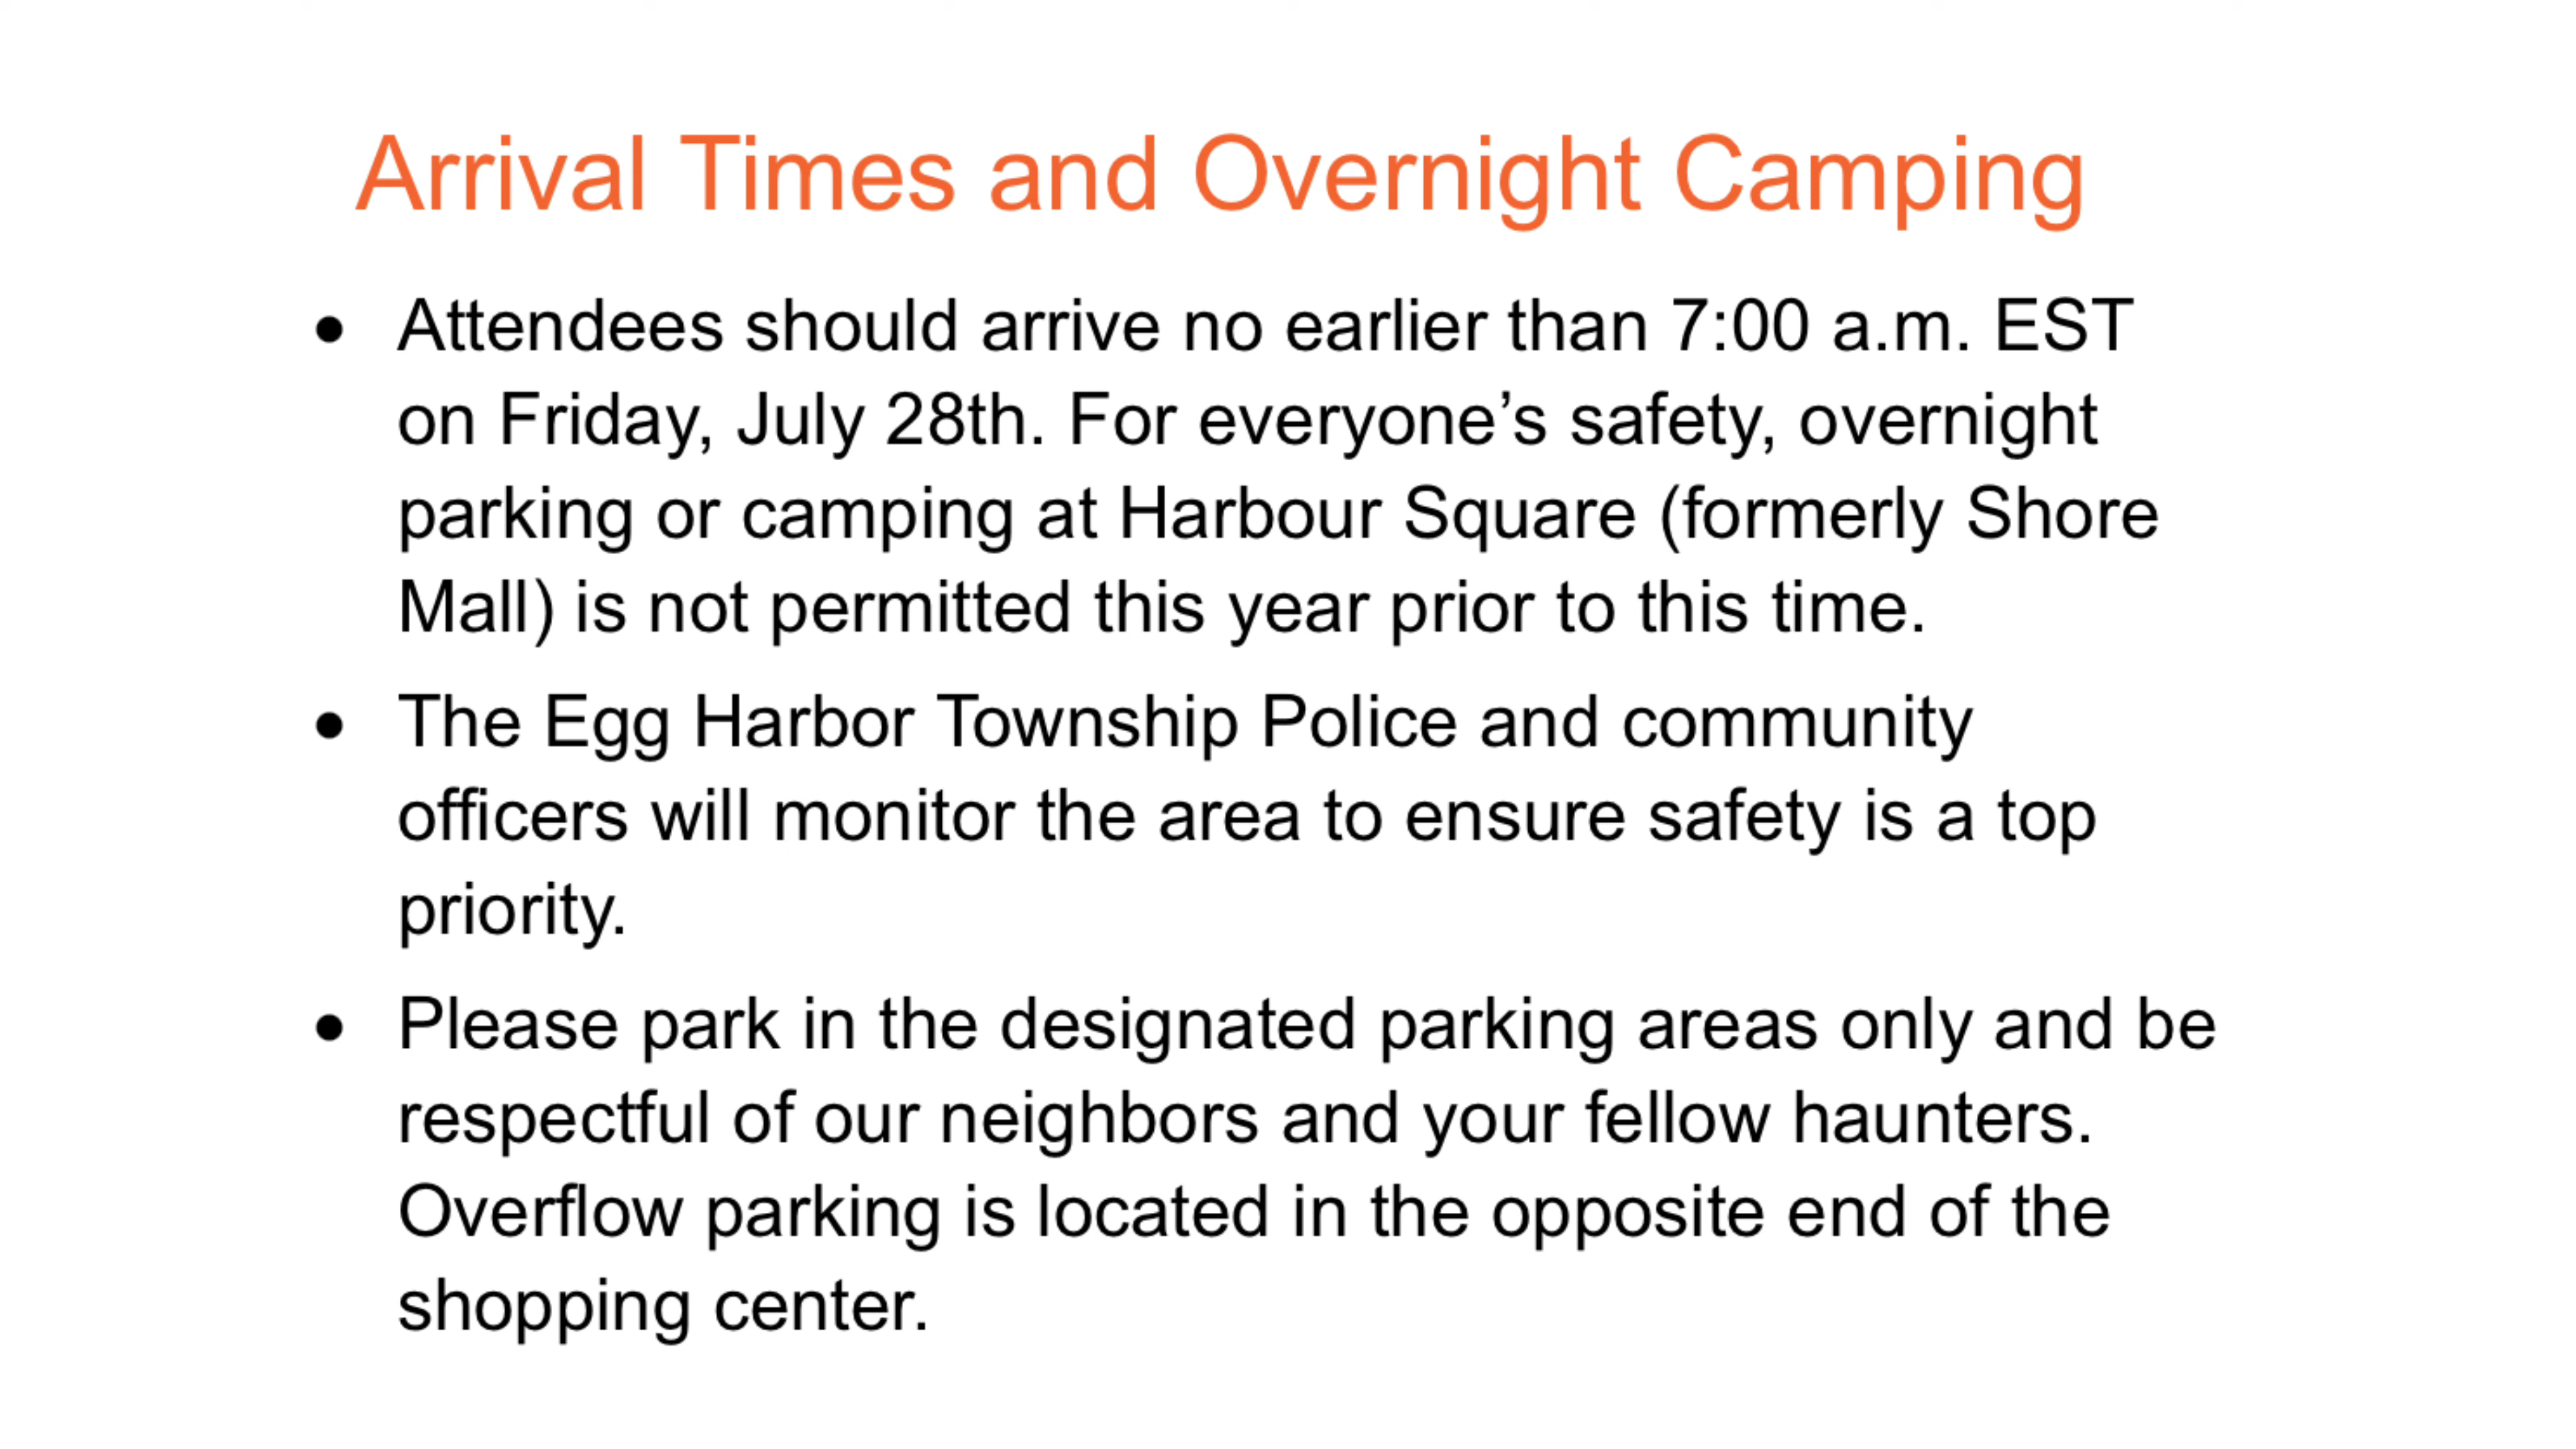 Arrival Times and Overnight Camping
• Attendees should arrive no earlier than 7:00 a.m. EST
on Friday, July 28th. For everyone’s safety, overnight
parking or camping at Harbour Square (formerly Shore
Mall) is not permitted this year prior to this time.
• The Egg Harbor Township Police and community
officers will monitor the area to ensure safety is a top
priority.
• Please park in the designated parking areas only and be
respectful of our neighbors and your fellow haunters.
Overflow parking is located in the opposite end of the
shopping center.